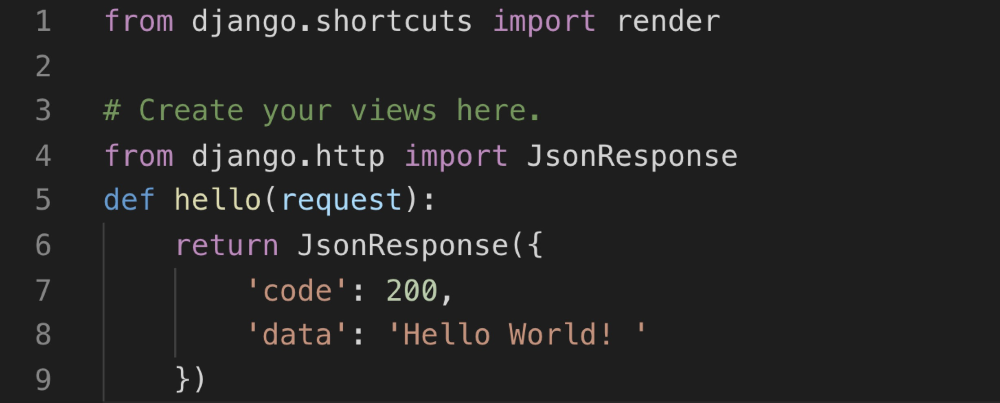 1 from django.shortcuts import render
2
3 # Create your views here.
4 from django.http import JsonResponse
5 def hello(request):
6     return JsonResponse({
7         'code': 200,
8         'data': 'Hello World! '
9     })